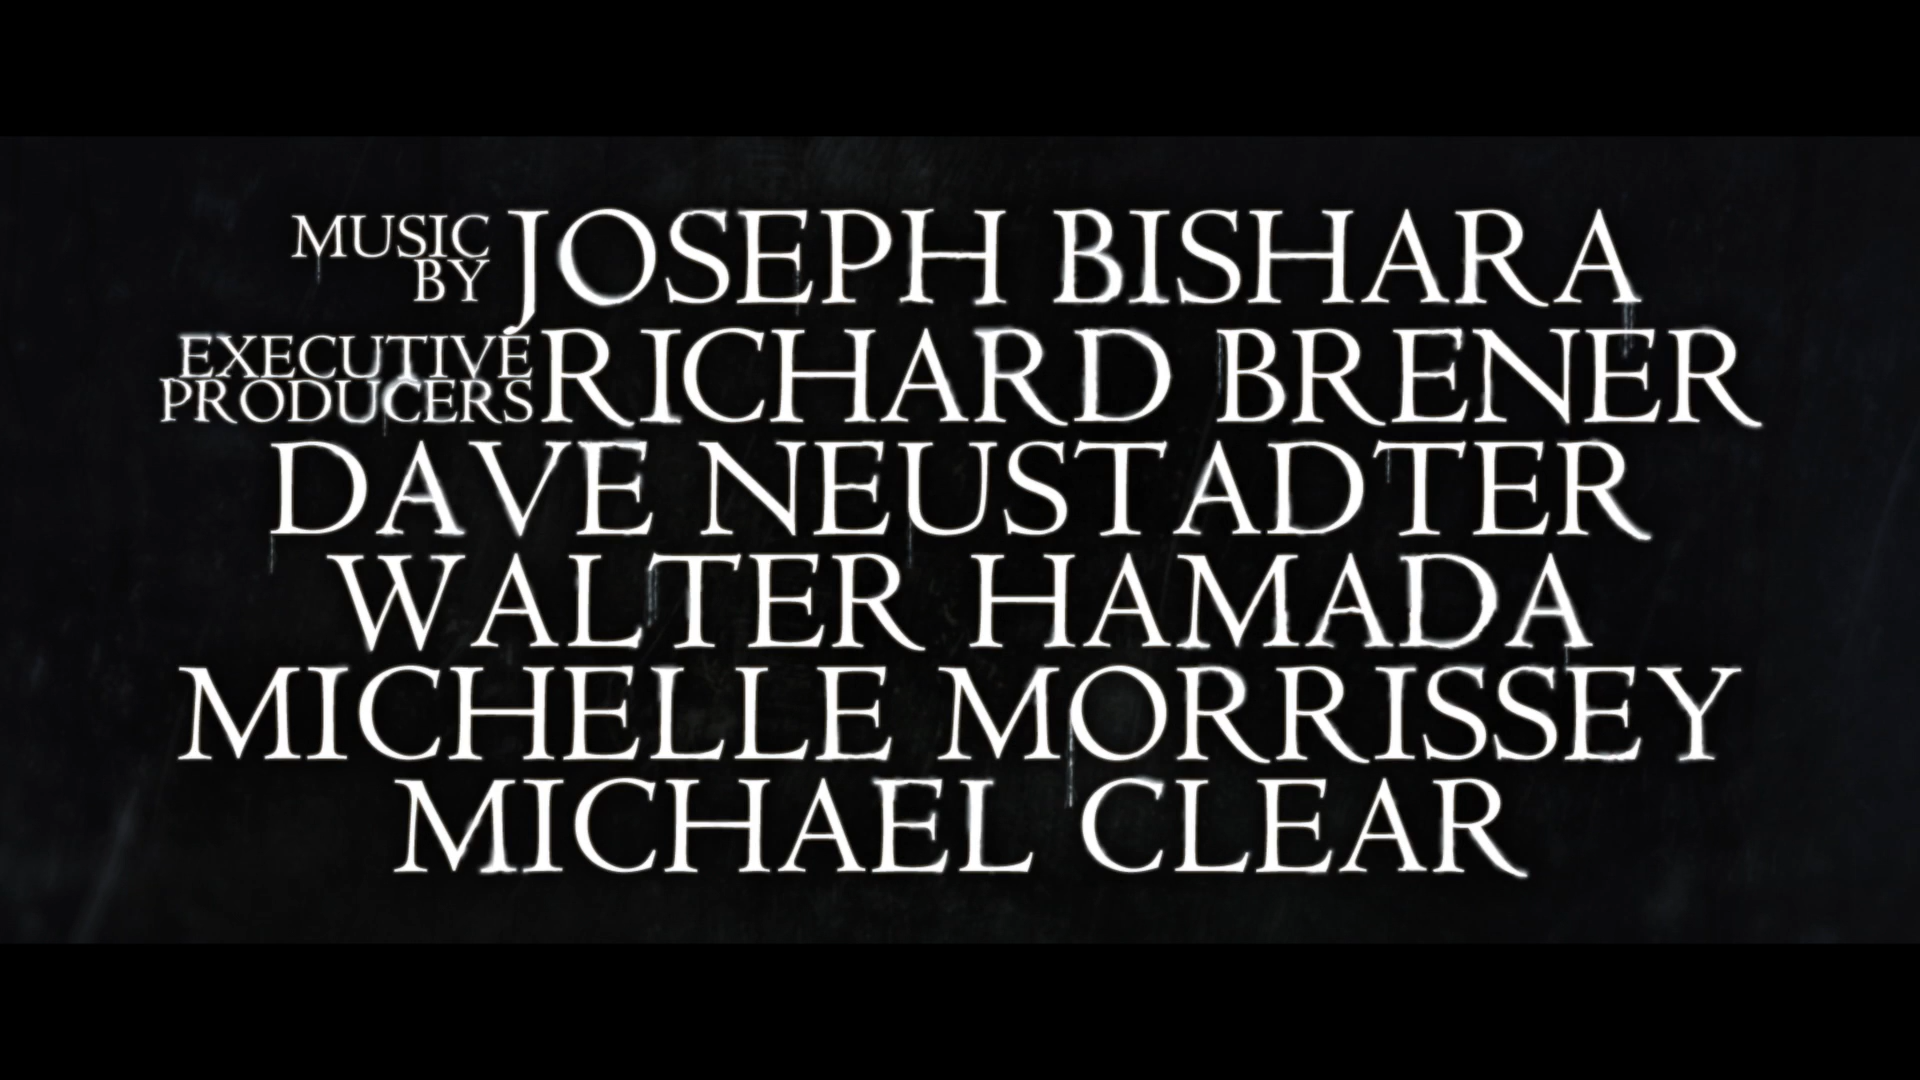 MUSIC BY JOSEPH BISHARA
EXECUTIVE PRODUCERS RICHARD BRENER
DAVE NEUSTADTER
WALTER HAMADA
MICHELLE MORRISSEY
MICHAEL CLEAR